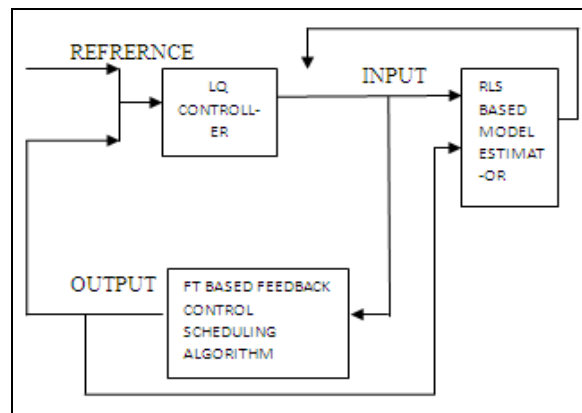 REFRERNCE
LQ
CONTROLL-
ER
INPUT
RLS
BASED
MODEL
ESTIMAT
-OR
OUTPUT
FT BASED FEEDBACK
CONTROL
SCHEDULING
ALGORITHM